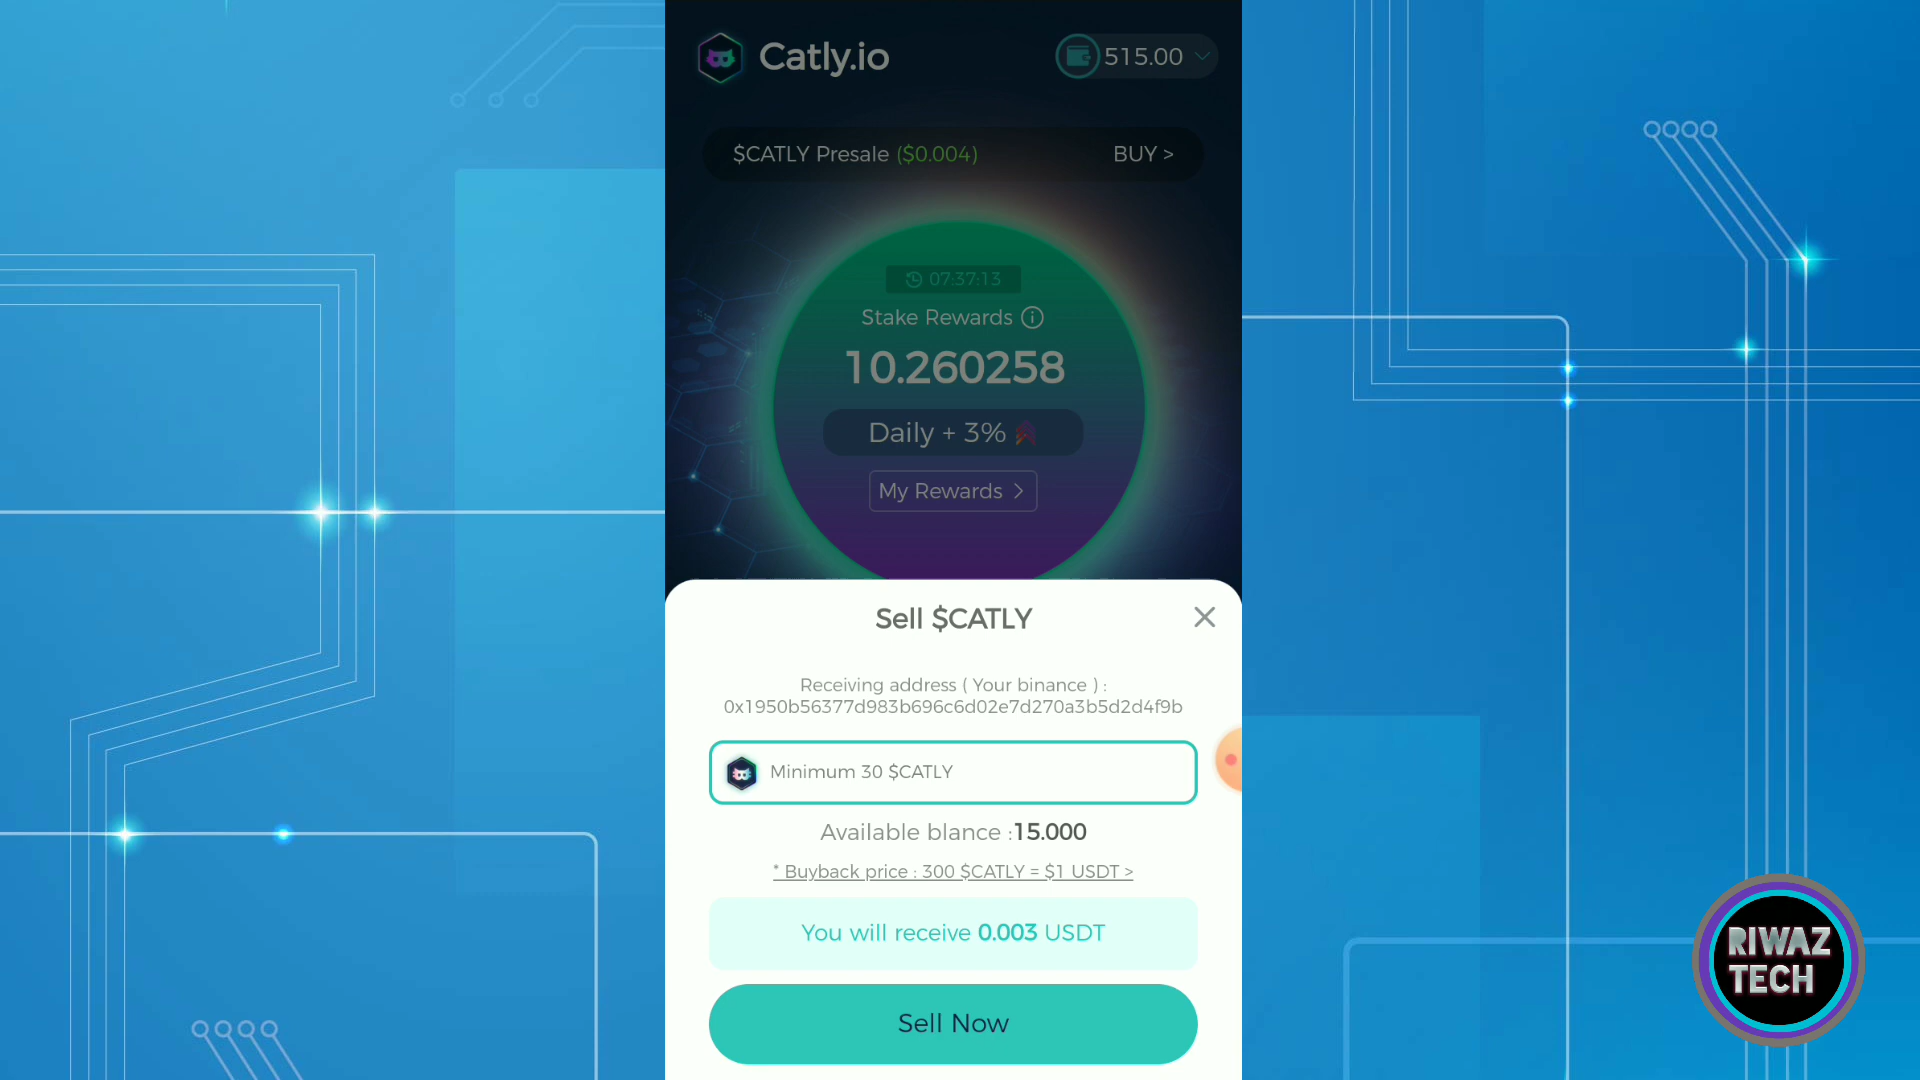 Catly.io
515.00
$CATLY Presale ($0.004)
BUY >
07:37:13
Stake Rewards
10.260258
Daily + 3%
My Rewards >
Sell $CATLY
Receiving address ( Your binance ) :
0x1950b56377d983b696c6d02e7d270a3b5d2d4f9b
Minimum 30 $CATLY
Available blance :15.000
* Buyback price : 300 $CATLY = $1 USDT >
You will receive 0.003 USDT
Sell Now
RIWAZ
TECH